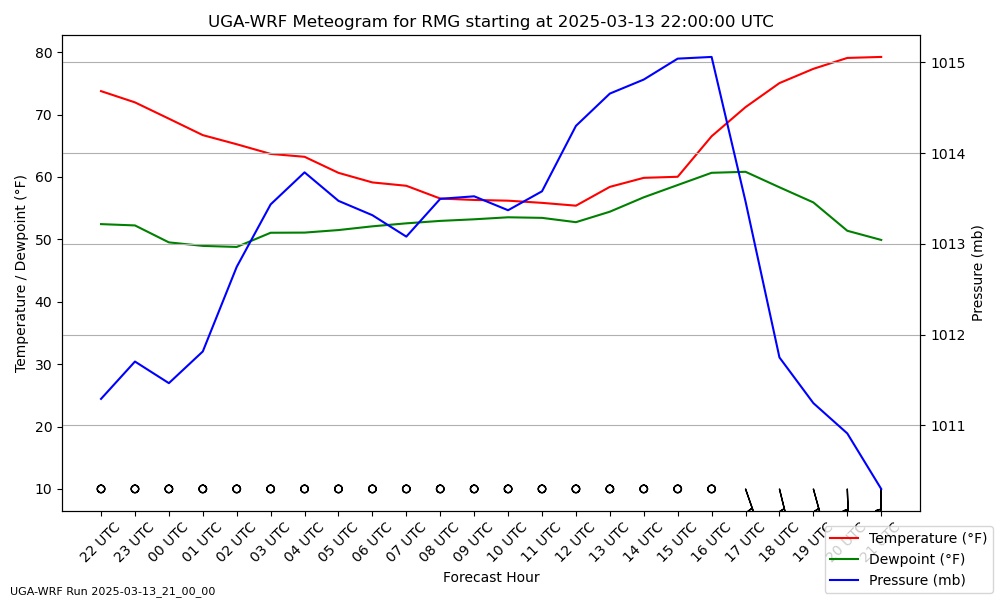 UGA-WRF Meteogram for RMG starting at 2025-03-13 22:00:00 UTC
Temperature / Dewpoint (°F)
80
70
60
50
40
30
20
10
1015
1014
1013
1012
1011
Pressure (mb)
22 UTC
23 UTC
00 UTC
01 UTC
02 UTC
03 UTC
04 UTC
05 UTC
06 UTC
07 UTC
08 UTC
09 UTC
10 UTC
11 UTC
12 UTC
13 UTC
14 UTC
15 UTC
16 UTC
17 UTC
18 UTC
19 UTC
20 UTC
21 UTC
Forecast Hour
Temperature (°F)
Dewpoint (°F)
Pressure (mb)
UGA-WRF Run 2025-03-13_21_00_00